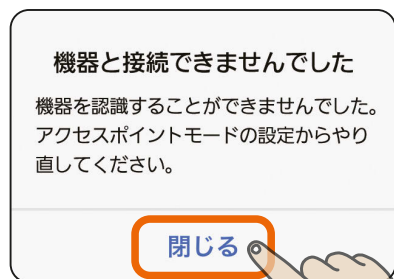 機器と接続できませんでした
機器を認識することができませんでした。
アクセスポイントモードの設定からやり
直してください。
閉じる